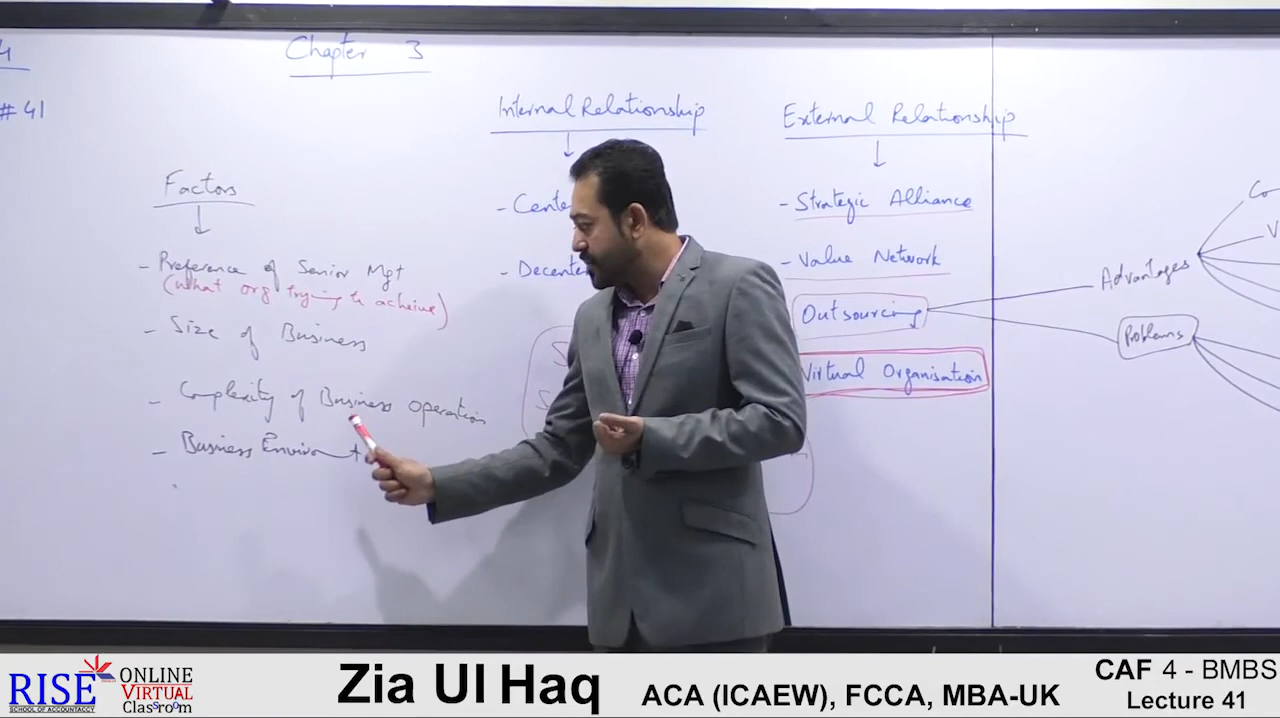 4
Chapter 3
# 41
Internal Relationship
External Relationship
Factors
- Preference of Senior Mgt
(what org trying to acheive)
- Size of Business
- Complexity of Business operation
- Business
- Strategic Alliance
- Value Network
Outsourcing
Virtual Organisation
Advantages
Problems
RISE
SCHOOL OF ACCOUNTANCY
ONLINE
VIRTUAL
Classroom
Zia Ul Haq
ACA (ICAEW), FCCA, MBA-UK
CAF 4 - BMBS
Lecture 41